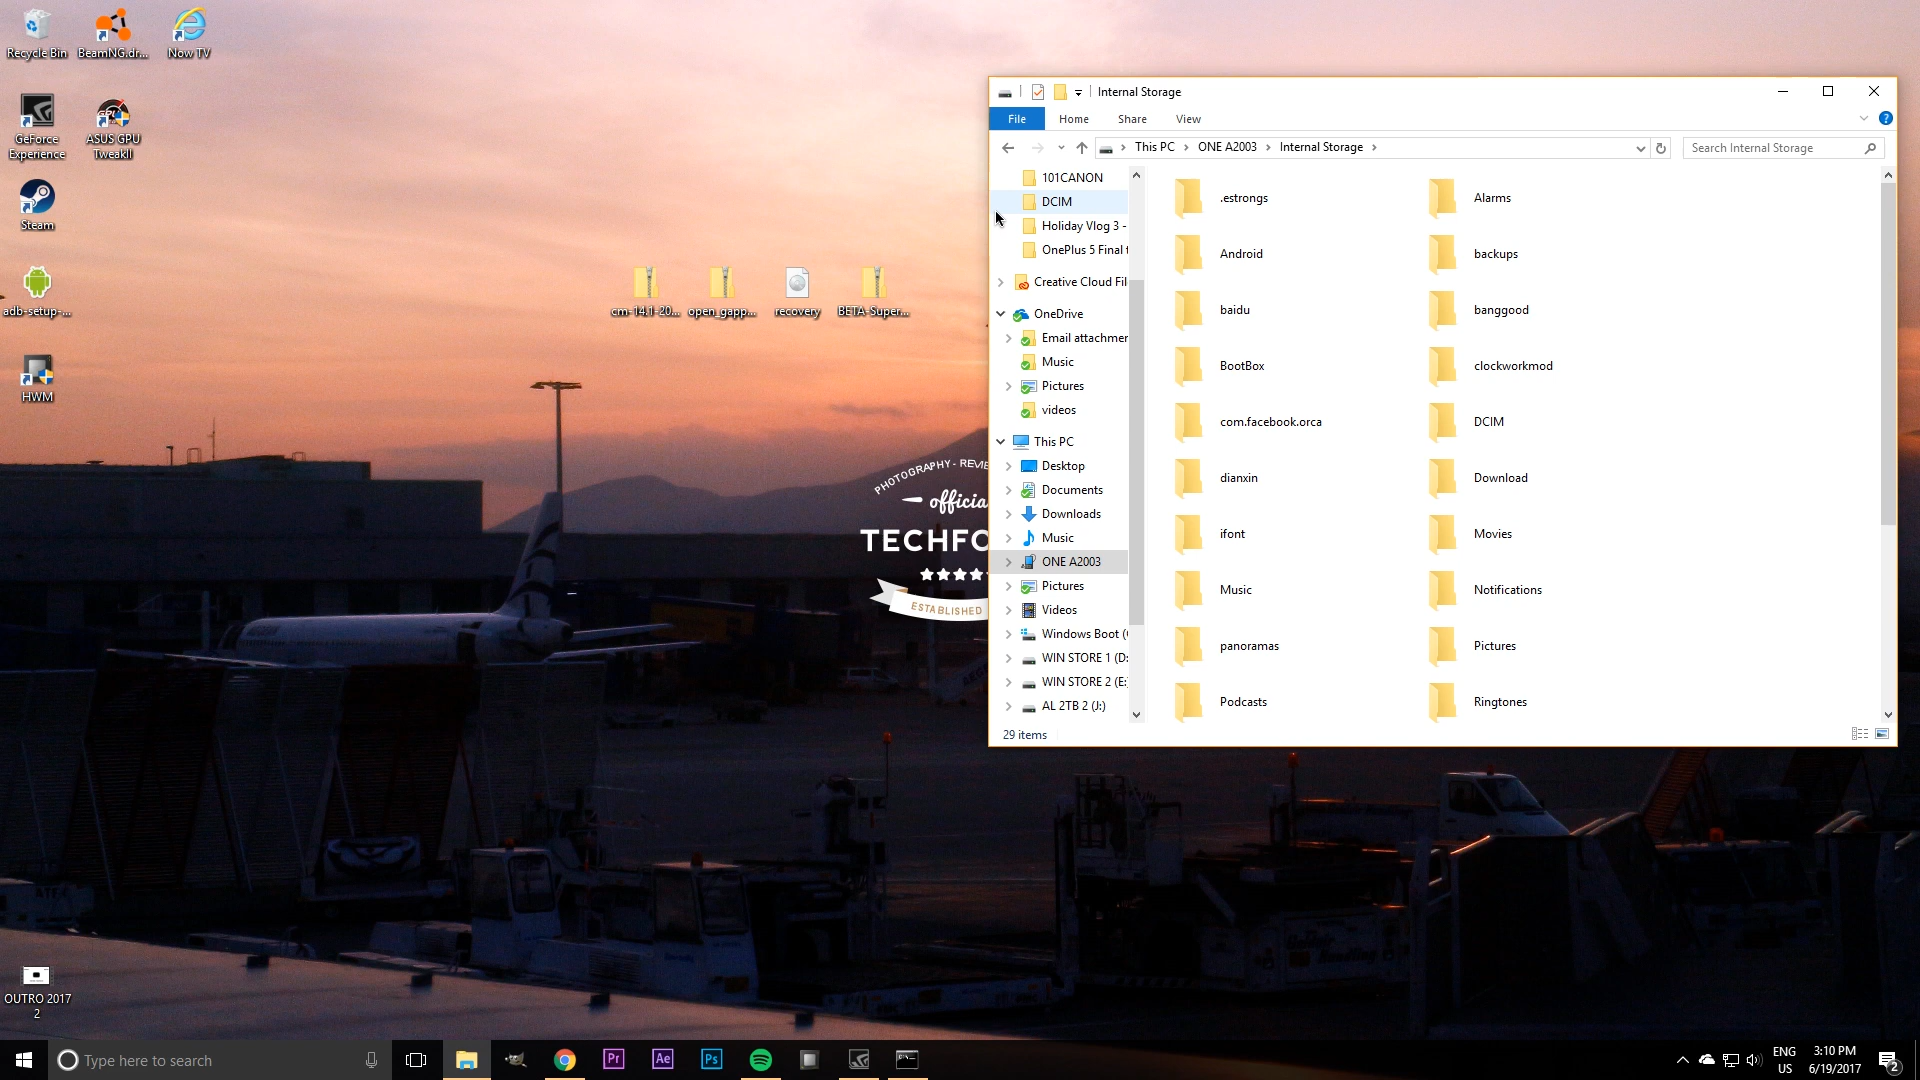 Recycle Bin
BeamNG.dr...
Now TV
GeForce
Experience
ASUS GPU
TweakII
Steam
adb-setup-...
HWM
cm-14.1-20...
open_gapp...
recovery
BETA-Super...
PHOTOGRAPHY - REVIE
officia
TECHFO
ESTABLISHED
OUTRO 2017
2
Internal Storage
File
Home
Share
View
This PC
ONE A2003
Internal Storage
Search Internal Storage
101CANON
DCIM
Holiday Vlog 3 -
OnePlus 5 Final t
Creative Cloud Fil
OneDrive
Email attachmer
Music
Pictures
videos
This PC
Desktop
Documents
Downloads
Music
ONE A2003
Pictures
Videos
Windows Boot (
WIN STORE 1 (D:
WIN STORE 2 (E:
AL 2TB 2 (J:)
.estrongs
Alarms
Android
backups
baidu
banggood
BootBox
clockworkmod
com.facebook.orca
DCIM
dianxin
Download
ifont
Movies
Music
Notifications
panoramas
Pictures
Podcasts
Ringtones
29 items
Type here to search
Pr
Ae
Ps
ENG
US
3:10 PM
6/19/2017
2